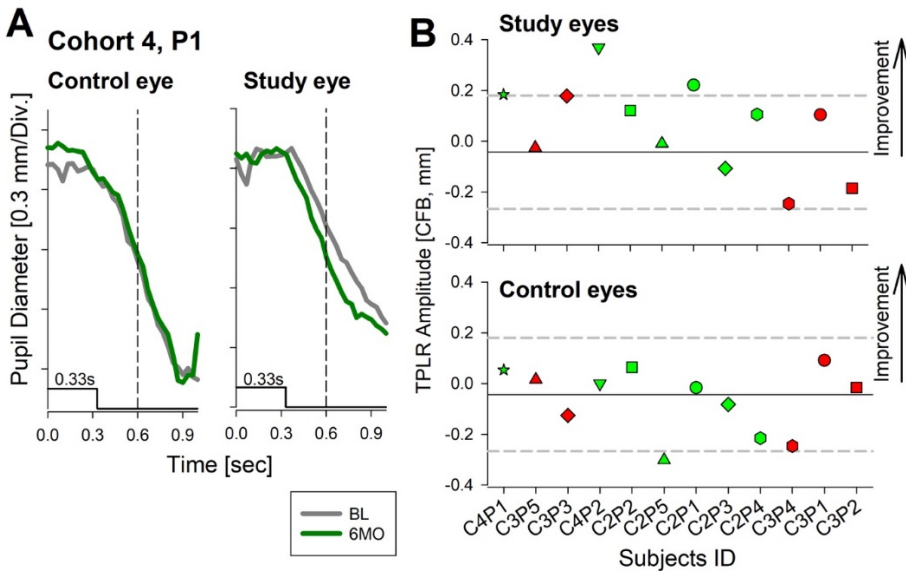 A
Cohort 4, P1
Control eye
Study eye
Pupil Diameter [0.3 mm/Div.]
0.33s
0.33s
0.0 0.3 0.6 0.9
0.0 0.3 0.6 0.9
Time [sec]
BL
6MO
B
Study eyes
TPLR Amplitude [CFB, mm]
0.4
0.2
0.0
-0.2
-0.4
Improvement
Control eyes
0.4
0.2
0.0
-0.2
-0.4
Improvement
C4P1 C3P5 C3P3 C4P2 C2P2 C2P5 C2P1 C2P3 C2P4 C3P4 C3P1 C3P2
Subjects ID